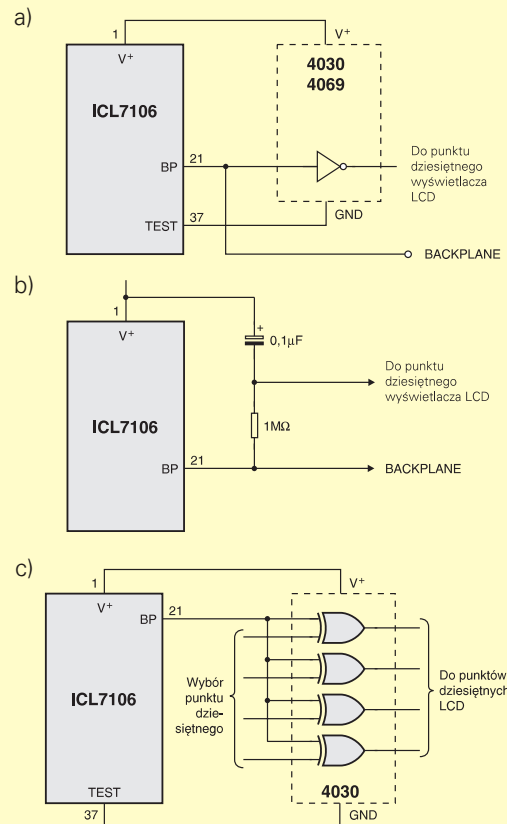 a)
1
V+
V+
4030
4069
ICL7106
BP
21
Do punktu
dziesiętnego
wyświetlacza
LCD
TEST
37
GND
BACKPLANE
b)
1
V+
+
0,1µF
Do punktu
dziesiętnego
wyświetlacza LCD
ICL7106
1MΩ
BP
21
BACKPLANE
c)
1
V+
V+
BP
21
ICL7106
Wybór
punktu
dzie-
siętnego
Do punktów
dziesiętnych
LCD
TEST
37
4030
GND